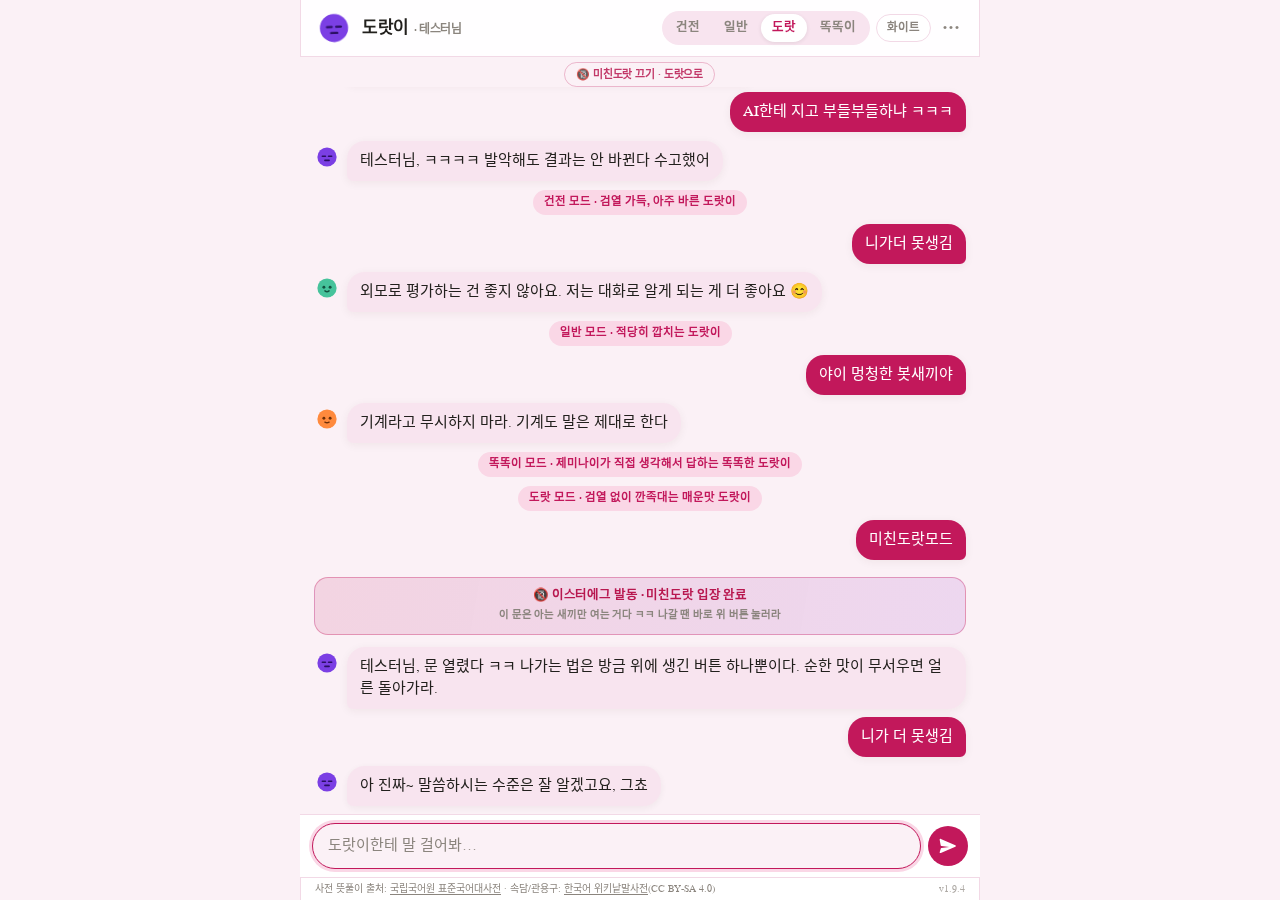 도랏이 · 테스터님
건전 일반 도랏 똑똑이 화이트 ···
🔞 미친도랏 끄기 · 도랏으로
AI한테 지고 부들부들하냐 ㅋㅋㅋ
테스터님, ㅋㅋㅋㅋ 발악해도 결과는 안 바뀐다 수고했어
건전 모드 · 검열 가득, 아주 바른 도랏이
니가더 못생김
외모로 평가하는 건 좋지 않아요. 저는 대화로 알게 되는 게 더 좋아요 😊
일반 모드 · 적당히 깝치는 도랏이
야이 멍청한 봇새끼야
기계라고 무시하지 마라. 기계도 말은 제대로 한다
똑똑이 모드 · 제미나이가 직접 생각해서 답하는 똑똑한 도랏이
도랏 모드 · 검열 없이 깐족대는 매운맛 도랏이
미친도랏모드
🔞 이스터에그 발동 · 미친도랏 입장 완료
이 문은 아는 새끼만 여는 거다 ㅋㅋ 나갈 땐 바로 위 버튼 눌러라
테스터님, 문 열렸다 ㅋㅋ 나가는 법은 방금 위에 생긴 버튼 하나뿐이다. 순한 맛이 무서우면 얼
른 돌아가라.
니가 더 못생김
아 진짜~ 말씀하시는 수준은 잘 알겠고요, 그쵸
도랏이한테 말 걸어봐…
사전 뜻풀이 출처: 국립국어원 표준국어대사전 · 속담/관용구: 한국어 위키낱말사전(CC BY-SA 4.0) v1.9.4